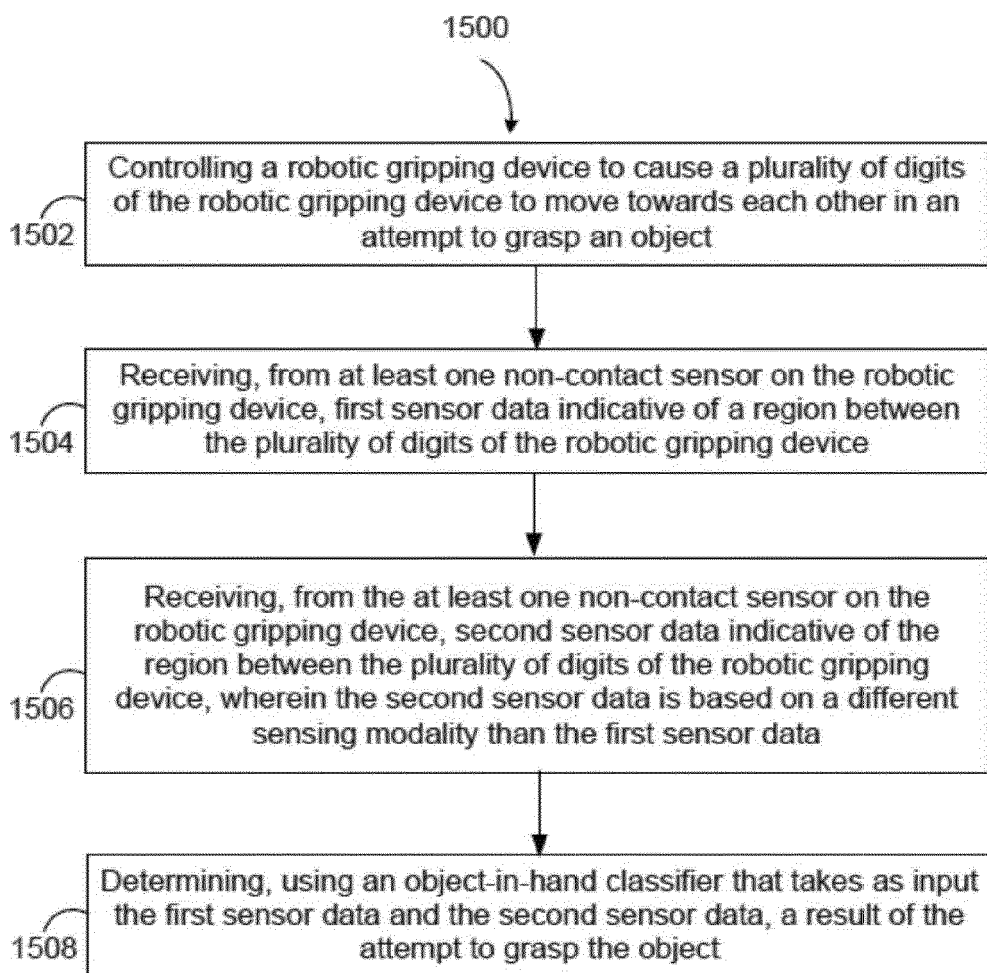 1500
Controlling a robotic gripping device to cause a plurality of digits
of the robotic gripping device to move towards each other in an
attempt to grasp an object
1502
Receiving, from at least one non-contact sensor on the robotic
gripping device, first sensor data indicative of a region between
the plurality of digits of the robotic gripping device
1504
Receiving, from the at least one non-contact sensor on the
robotic gripping device, second sensor data indicative of the
region between the plurality of digits of the robotic gripping
device, wherein the second sensor data is based on a different
sensing modality than the first sensor data
1506
Determining, using an object-in-hand classifier that takes as input
the first sensor data and the second sensor data, a result of the
attempt to grasp the object
1508